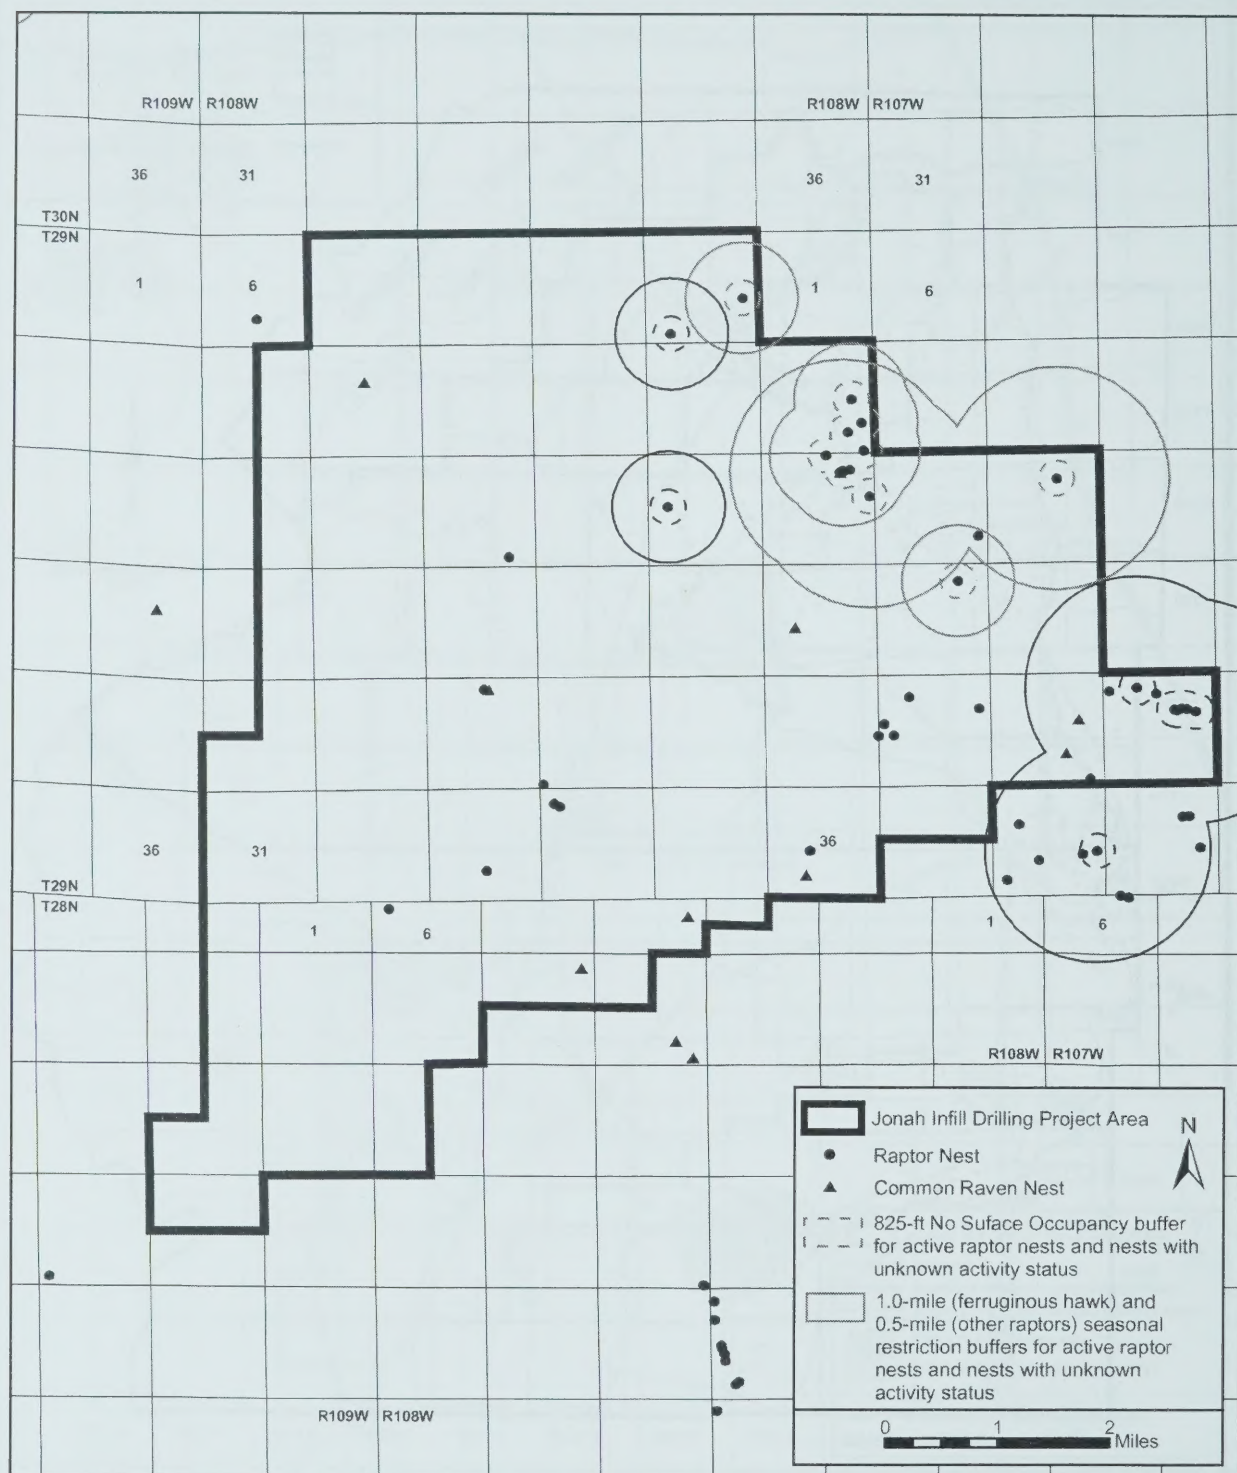 R109W R108W
R108W R107W
36
31
36
31
T30N
T29N
1
6
1
6
36
31
36
T29N
T28N
1
6
1
6
R108W R107W
Jonah Infill Drilling Project Area
N
Raptor Nest
Common Raven Nest
825-ft No Suface Occupancy buffer
for active raptor nests and nests with
unknown activity status
1.0-mile (ferruginous hawk) and
0.5-mile (other raptors) seasonal
restriction buffers for active raptor
nests and nests with unknown
activity status
R109W R108W
0 1 2
Miles